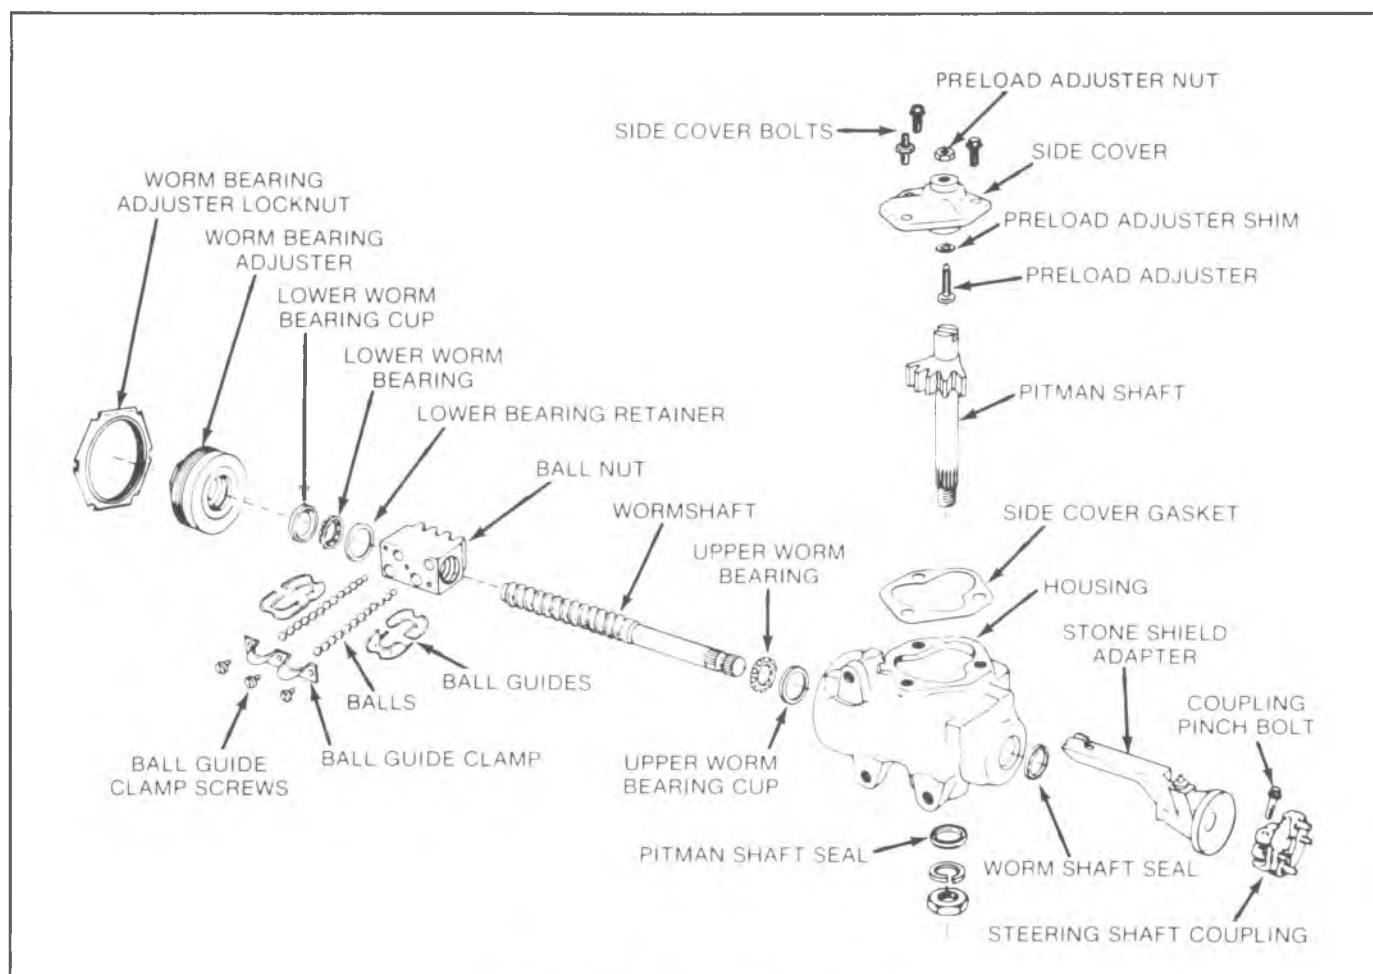 PRELOAD ADJUSTER NUT
SIDE COVER BOLTS
SIDE COVER
WORM BEARING
ADJUSTER LOCKNUT
PRELOAD ADJUSTER SHIM
WORM BEARING
ADJUSTER
PRELOAD ADJUSTER
LOWER WORM
BEARING CUP
LOWER WORM
BEARING
PITMAN SHAFT
LOWER BEARING RETAINER
BALL NUT
WORMSHAFT
SIDE COVER GASKET
UPPER WORM
BEARING
HOUSING
STONE SHIELD
ADAPTER
BALL GUIDES
BALLS
COUPLING
PINCH BOLT
BALL GUIDE CLAMP
BALL GUIDE
CLAMP SCREWS
UPPER WORM
BEARING CUP
PITMAN SHAFT SEAL
WORM SHAFT SEAL
STEERING SHAFT COUPLING